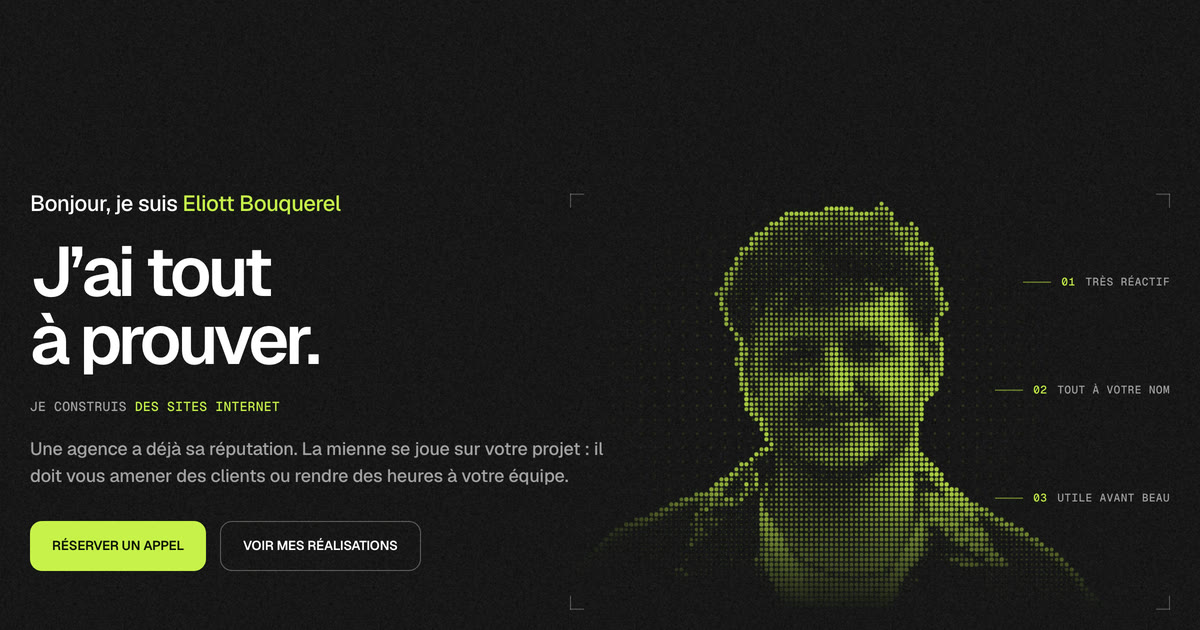 Bonjour, je suis Eliott Bouquerel
J’ai tout
à prouver.
JE CONSTRUIS DES SITES INTERNET
Une agence a déjà sa réputation. La mienne se joue sur votre projet : il
doit vous amener des clients ou rendre des heures à votre équipe.
RÉSERVER UN APPEL
VOIR MES RÉALISATIONS
01 TRÈS RÉACTIF
02 TOUT À VOTRE NOM
03 UTILE AVANT BEAU